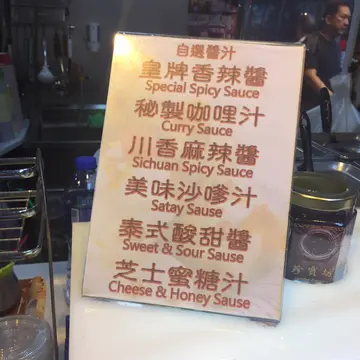 自選醬汁
皇牌香辣醬
Special Spicy Sauce
秘製咖哩汁
Curry Sauce
川香麻辣醬
Sichuan Spicy Sauce
美味沙嗲汁
Satay Sause
泰式酸甜醬
Sweet & Sour Sause
芝士蜜糖汁
Cheese & Honey Sause